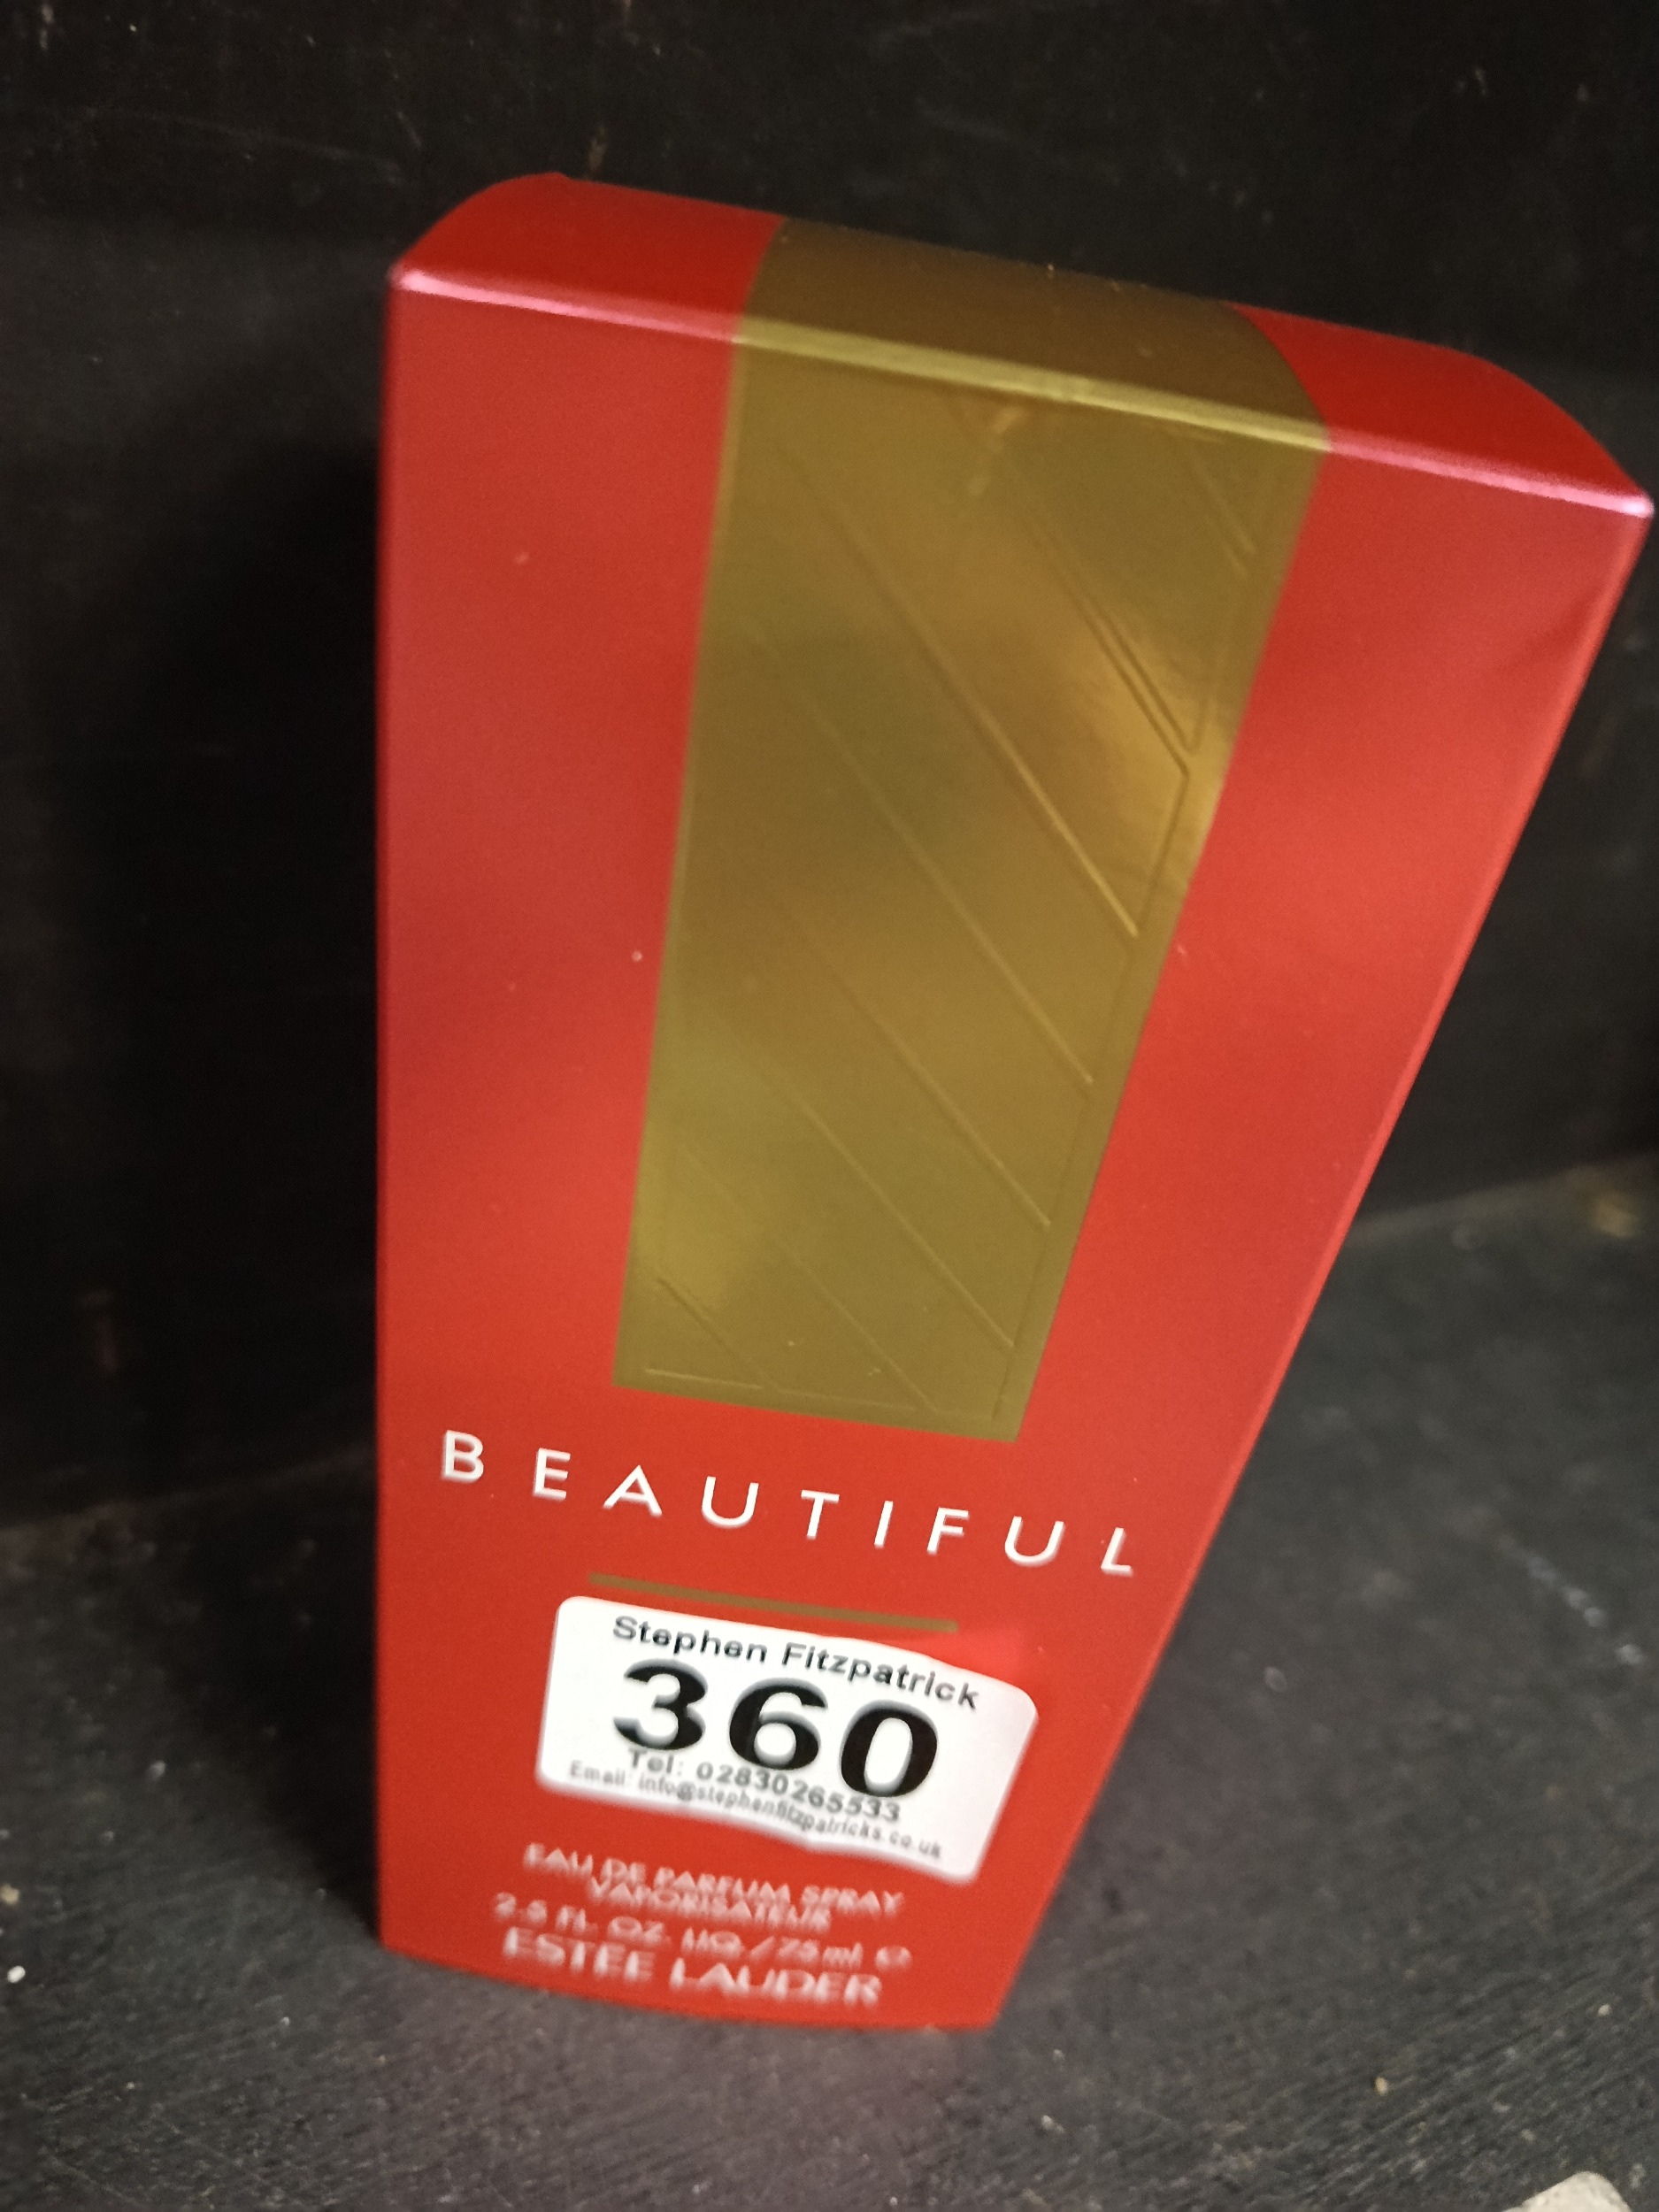 BEAUTIFUL
Stephen Fitzpatrick
360
Tel: 02830265533
Email: info@stephenfitzpatricks.co.uk
EAU DE PARFUM SPRAY
VAPORISATEUR
2.5 FL. OZ. LIQ./75ml ℮
ESTĒE LAUDER